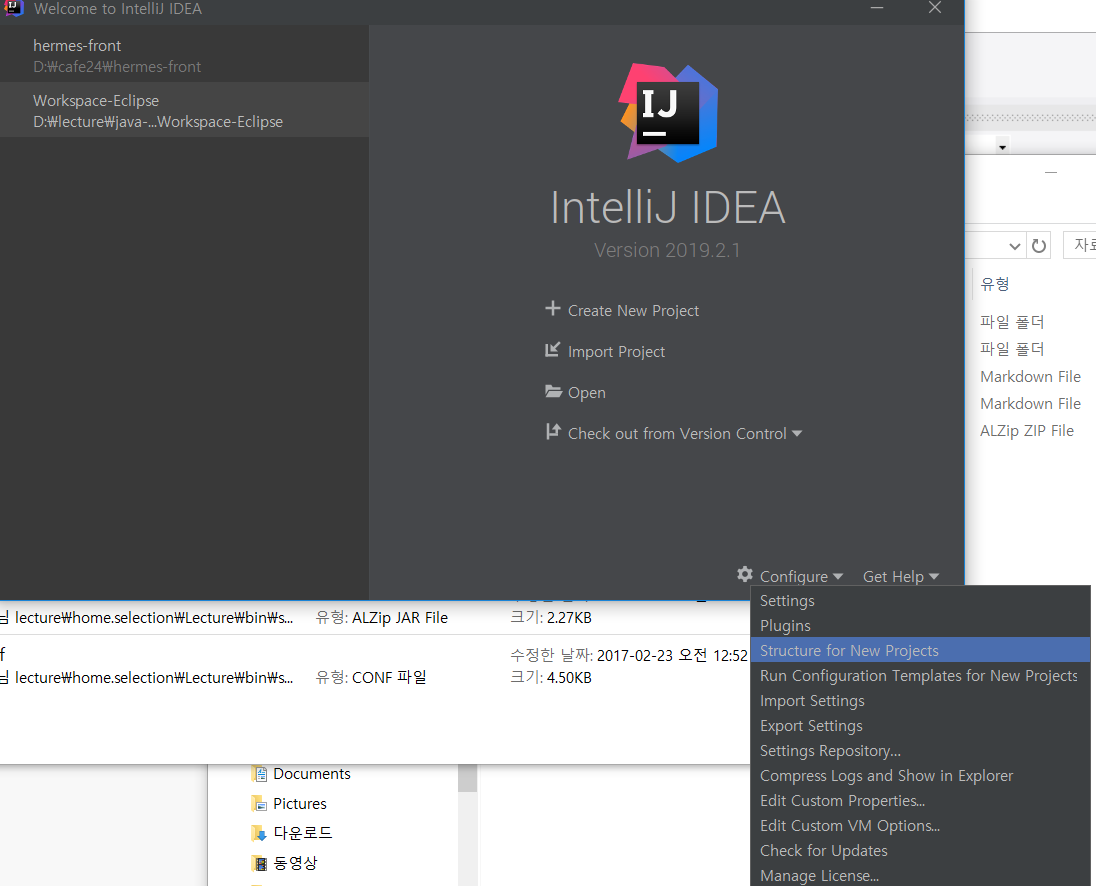 Welcome to IntelliJ IDEA
hermes-front
D:₩cafe24₩hermes-front
Workspace-Eclipse
D:₩lecture₩java-...Workspace-Eclipse
IJ
IntelliJ IDEA
Version 2019.2.1
Create New Project
Import Project
Open
Check out from Version Control
Configure
Get Help
Settings
Plugins
Structure for New Projects
Run Configuration Templates for New Projects
Import Settings
Export Settings
Settings Repository...
Compress Logs and Show in Explorer
Edit Custom Properties...
Edit Custom VM Options...
Check for Updates
Manage License...
유형
파일 폴더
파일 폴더
Markdown File
Markdown File
ALZip ZIP File
님 lecture₩home.selection₩Lecture₩bin₩s... 유형: ALZip JAR File 크기: 2.27KB
f 수정한 날짜: 2017-02-23 오전 12:52
님 lecture₩home.selection₩Lecture₩bin₩s... 유형: CONF 파일 크기: 4.50KB
Documents
Pictures
다운로드
동영상